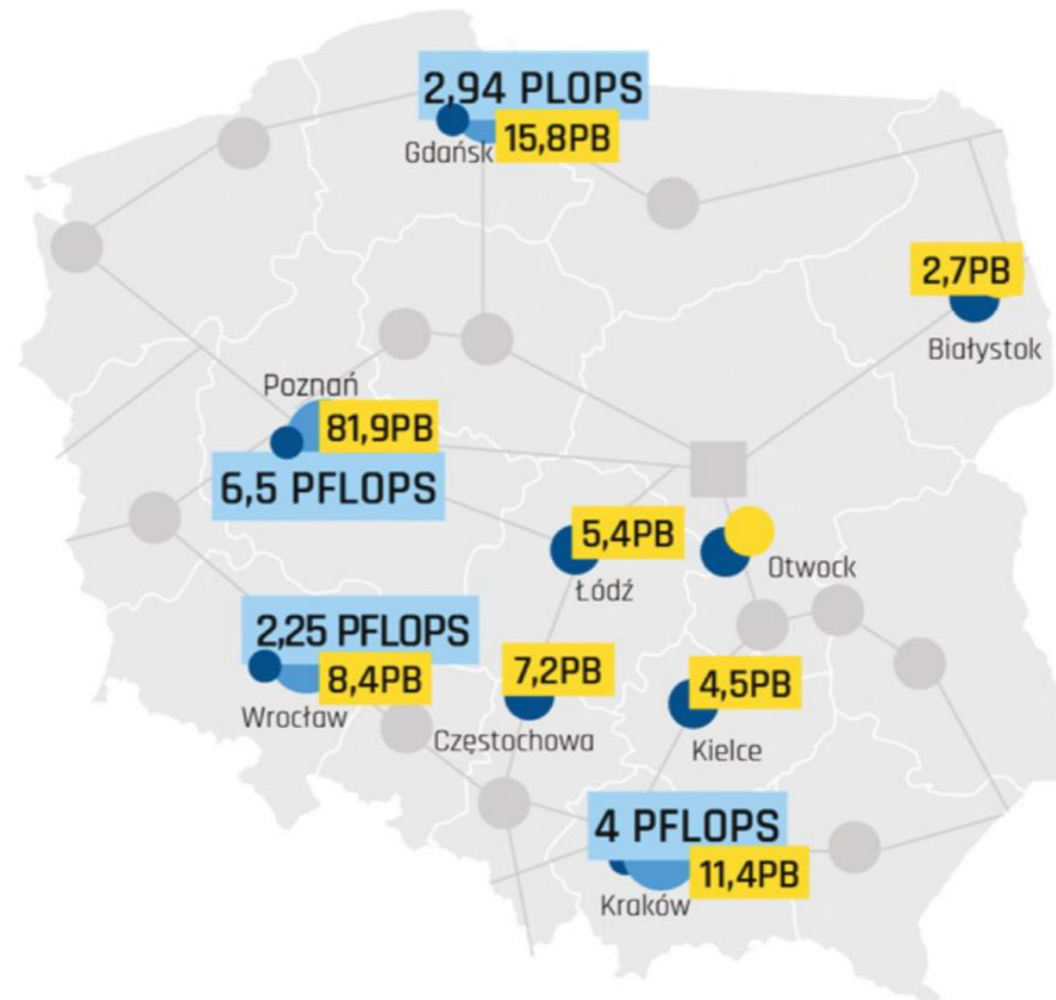 2,94 PLOPS
15,8PB
Gdańsk
2,7PB
Białystok
Poznań
81,9PB
6,5 PFLOPS
5,4PB
Łódź
Otwock
2,25 PFLOPS
8,4PB
Wrocław
7,2PB
Częstochowa
4,5PB
Kielce
4 PFLOPS
11,4PB
Kraków